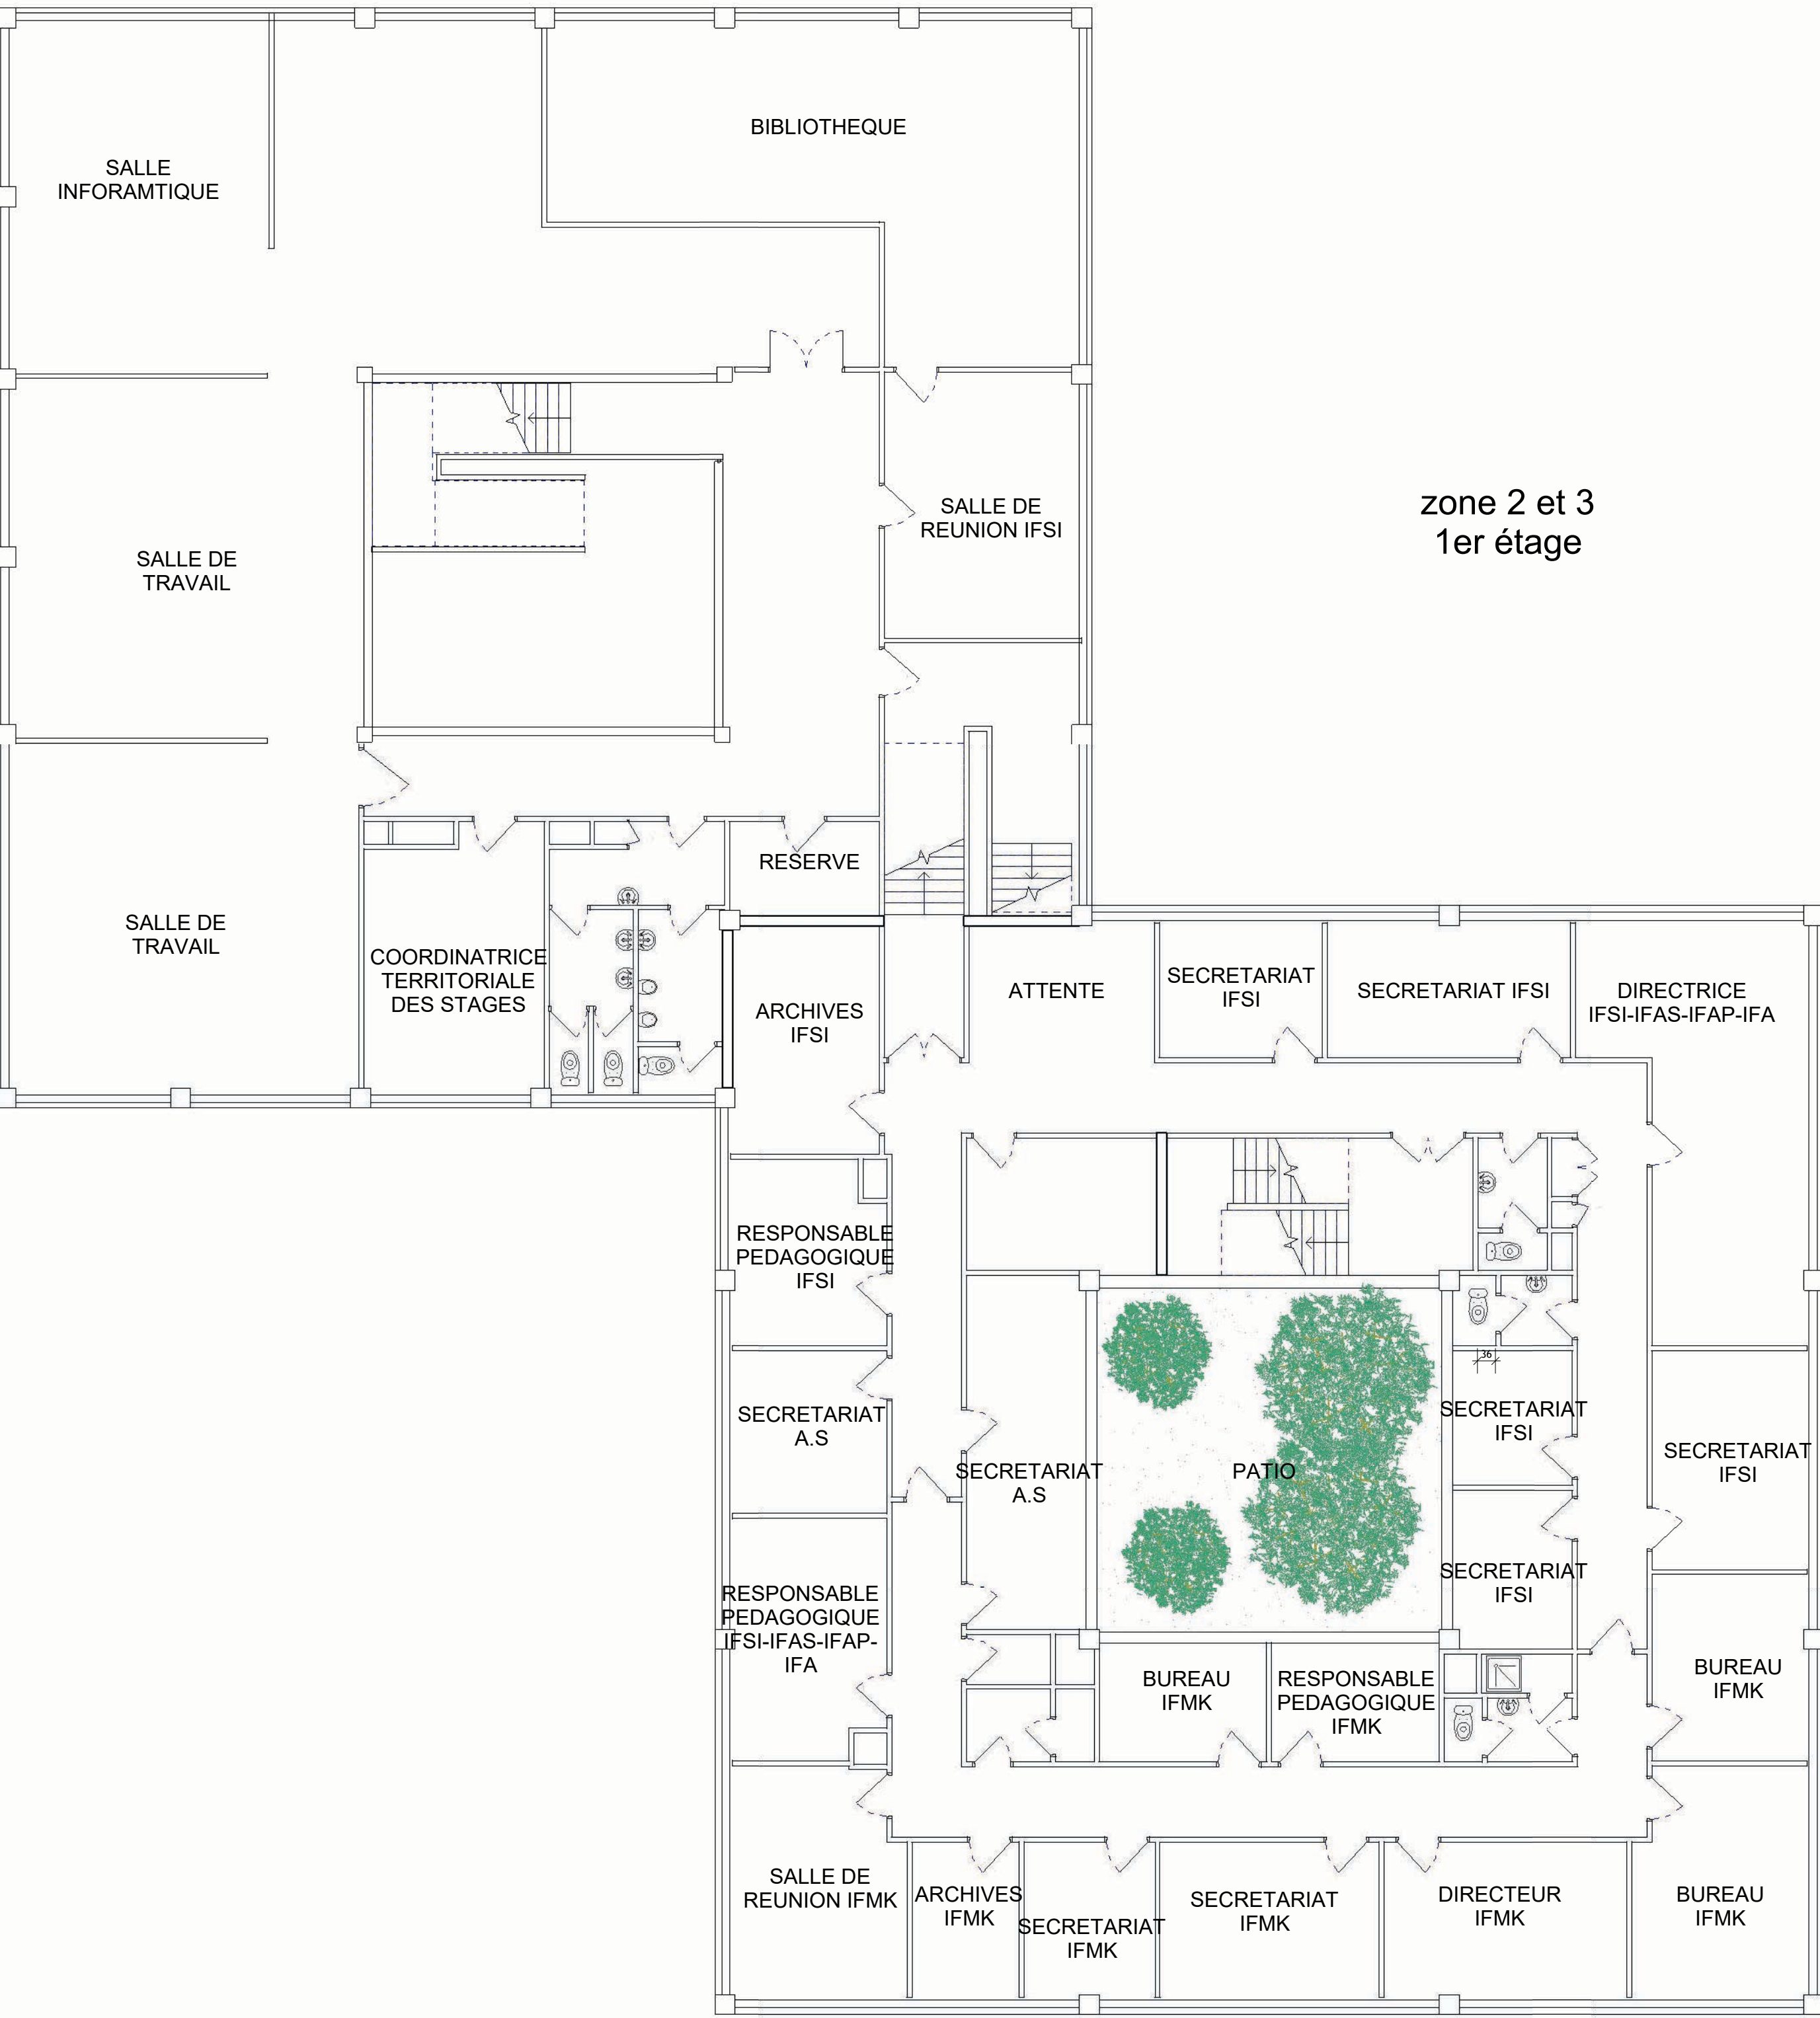 BIBLIOTHEQUE
SALLE
INFORAMTIQUE
zone 2 et 3
1er étage
SALLE DE
REUNION IFSI
SALLE DE
TRAVAIL
RESERVE
SALLE DE
TRAVAIL
COORDINATRICE
TERRITORIALE
DES STAGES
ARCHIVES
IFSI
ATTENTE
SECRETARIAT
IFSI
SECRETARIAT IFSI
DIRECTRICE
IFSI-IFAS-IFAP-IFA
RESPONSABLE
PEDAGOGIQUE
IFSI
36
SECRETARIAT
A.S
SECRETARIAT
A.S
PATIO
SECRETARIAT
IFSI
SECRETARIAT
IFSI
SECRETARIAT
IFSI
RESPONSABLE
PEDAGOGIQUE
IFSI-IFAS-IFAP-
IFA
BUREAU
IFMK
RESPONSABLE
PEDAGOGIQUE
IFMK
BUREAU
IFMK
SALLE DE
REUNION IFMK
ARCHIVES
IFMK
SECRETARIAT
IFMK
SECRETARIAT
IFMK
DIRECTEUR
IFMK
BUREAU
IFMK